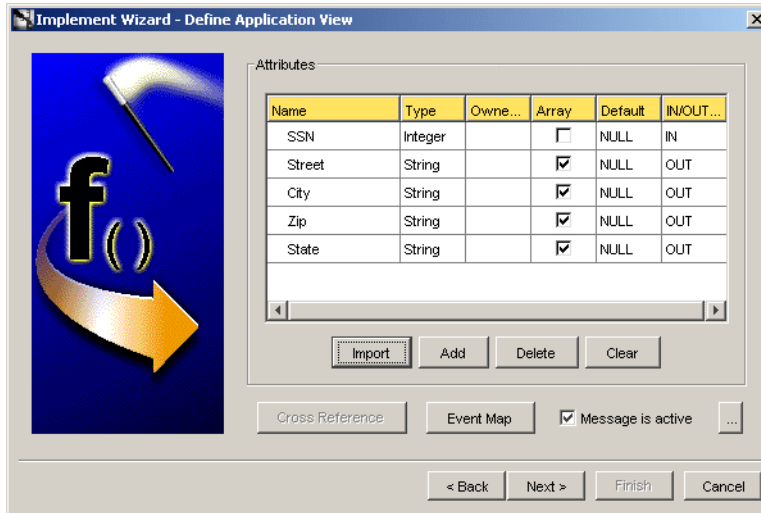 Implement Wizard - Define Application View
f()
Attributes
Name Type Owne... Array Default IN/OUT...
SSN Integer NULL IN
Street String NULL OUT
City String NULL OUT
Zip String NULL OUT
State String NULL OUT
Import Add Delete Clear
Cross Reference Event Map Message is active ...
< Back Next > Finish Cancel